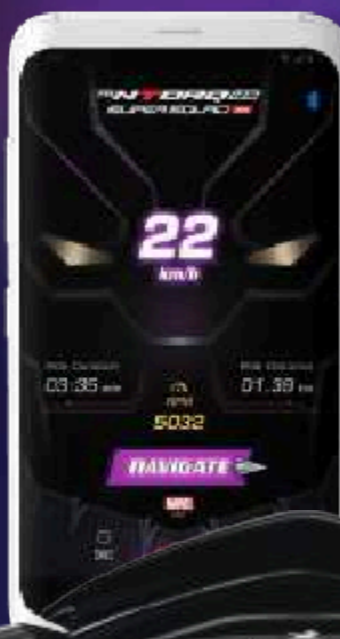 NTORQ
SUPER SQUAD
22
km/h
Ride Duration
03:35
Ride Distance
01.39
RPM
5032
NAVIGATE